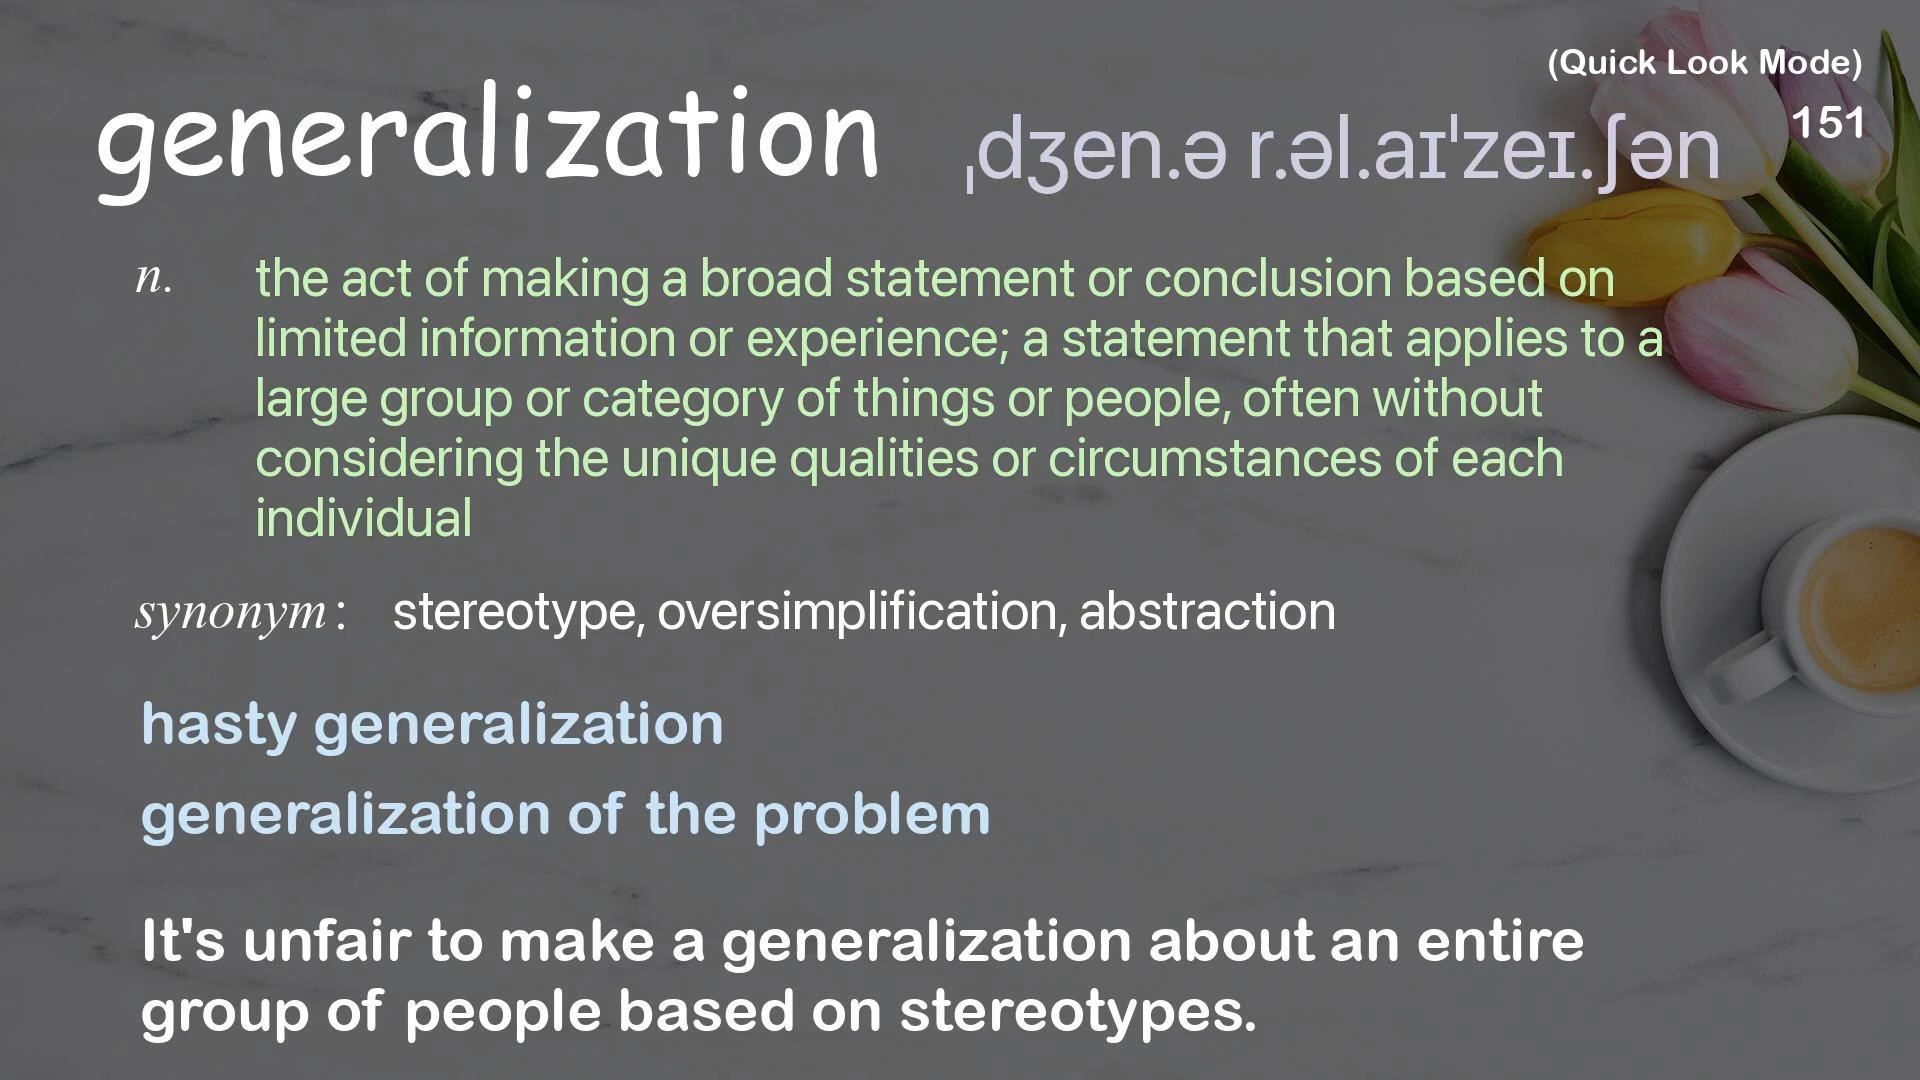 (Quick Look Mode)
generalization ˌdʒen.ə r.əl.aɪˈzeɪ.ʃən 151
n. the act of making a broad statement or conclusion based on
limited information or experience; a statement that applies to a
large group or category of things or people, often without
considering the unique qualities or circumstances of each
individual
synonym: stereotype, oversimplification, abstraction
hasty generalization
generalization of the problem
It's unfair to make a generalization about an entire
group of people based on stereotypes.